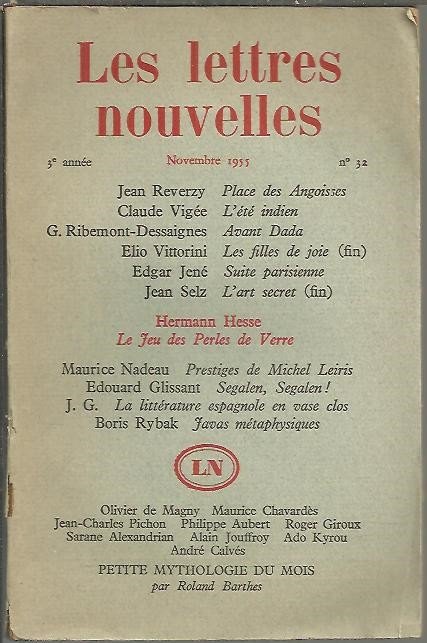 Les lettres
nouvelles
3e année Novembre 1955 nº 32
Jean Reverzy Place des Angoisses
Claude Vigée L'été indien
G. Ribemont-Dessaignes Avant Dada
Elio Vittorini Les filles de joie (fin)
Edgar Jené Suite parisienne
Jean Selz L'art secret (fin)
Hermann Hesse
Le Jeu des Perles de Verre
Maurice Nadeau Prestiges de Michel Leiris
Edouard Glissant Segalen, Segalen!
J. G. La littérature espagnole en vase clos
Boris Rybak Javas métaphysiques
LN
Olivier de Magny Maurice Chavardès
Jean-Charles Pichon Philippe Aubert Roger Giroux
Sarane Alexandrian Alain Jouffroy Ado Kyrou
André Calvés
PETITE MYTHOLOGIE DU MOIS
par Roland Barthes